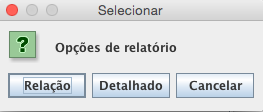 Selecionar
Opções de relatório
Relação Detalhado Cancelar